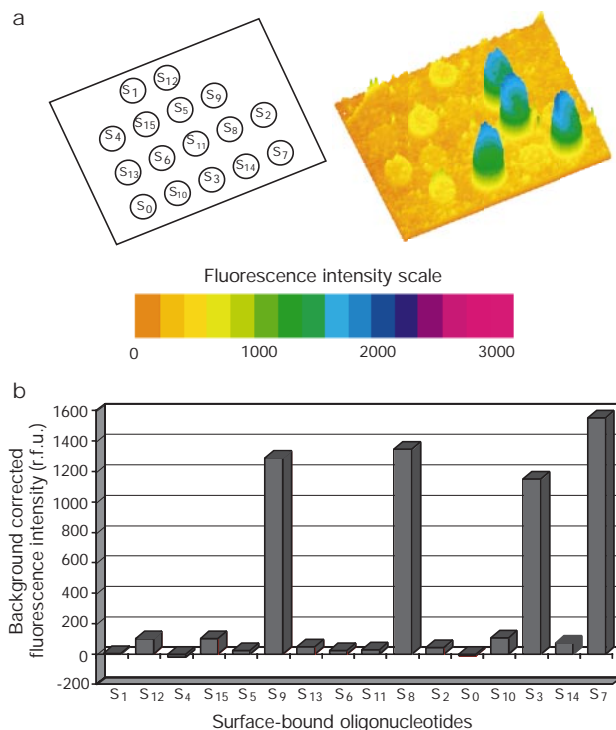 a
S12
S1
S9
S5
S15
S2
S4
S8
S11
S6
S7
S13
S14
S3
S10
S0
Fluorescence intensity scale
0 1000 2000 3000
b
Background corrected
fluorescence intensity (r.f.u.)
1600
1400
1200
1000
800
600
400
200
0
-200
S1 S12 S4 S15 S5 S9 S13 S6 S11 S8 S2 S0 S10 S3 S14 S7
Surface-bound oligonucleotides